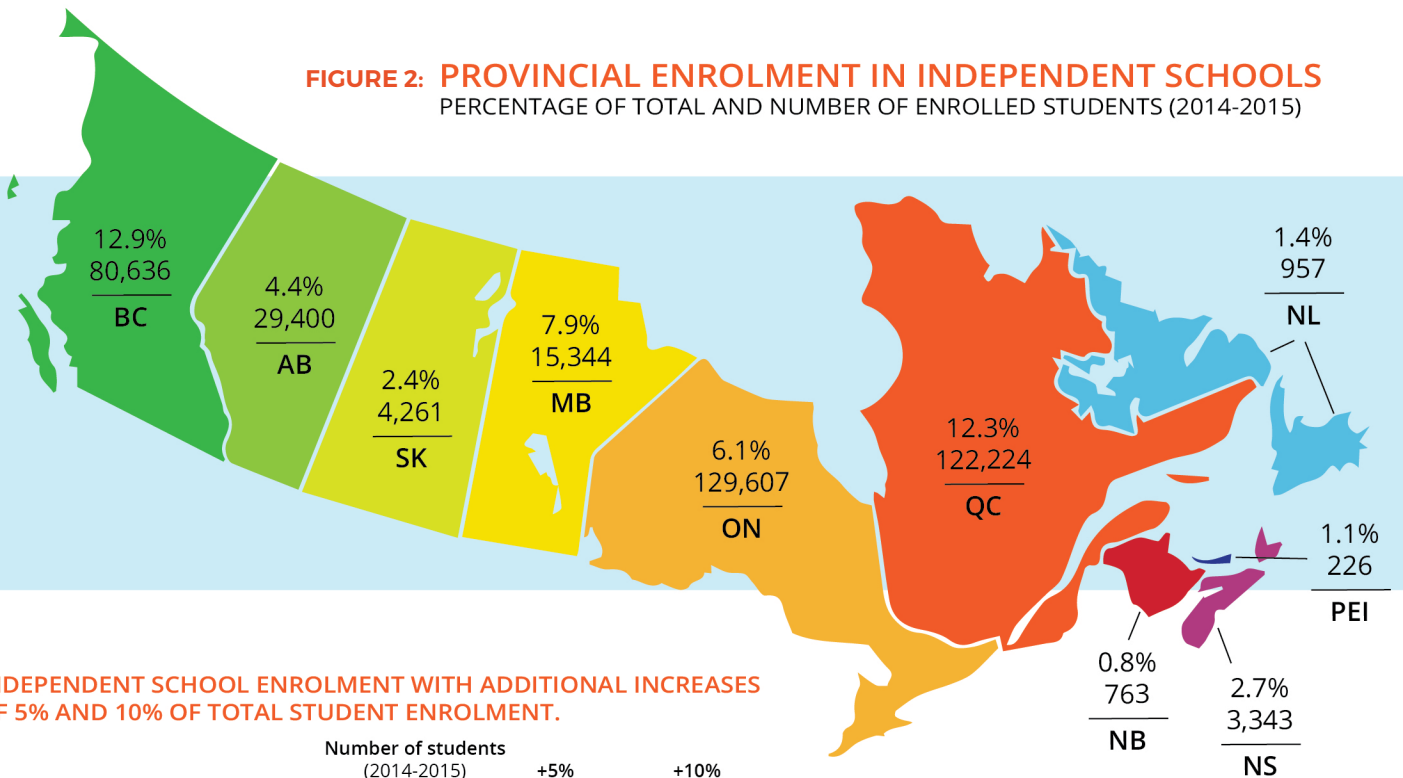 FIGURE 2: PROVINCIAL ENROLMENT IN INDEPENDENT SCHOOLS
PERCENTAGE OF TOTAL AND NUMBER OF ENROLLED STUDENTS (2014-2015)
12.9%
80,636
BC
4.4%
29,400
AB
2.4%
4,261
SK
7.9%
15,344
MB
6.1%
129,607
ON
12.3%
122,224
QC
1.4%
957
NL
1.1%
226
PEI
0.8%
763
NB
2.7%
3,343
NS
NDEPENDENT SCHOOL ENROLMENT WITH ADDITIONAL INCREASES
F 5% AND 10% OF TOTAL STUDENT ENROLMENT.
Number of students
(2014-2015) +5% +10%